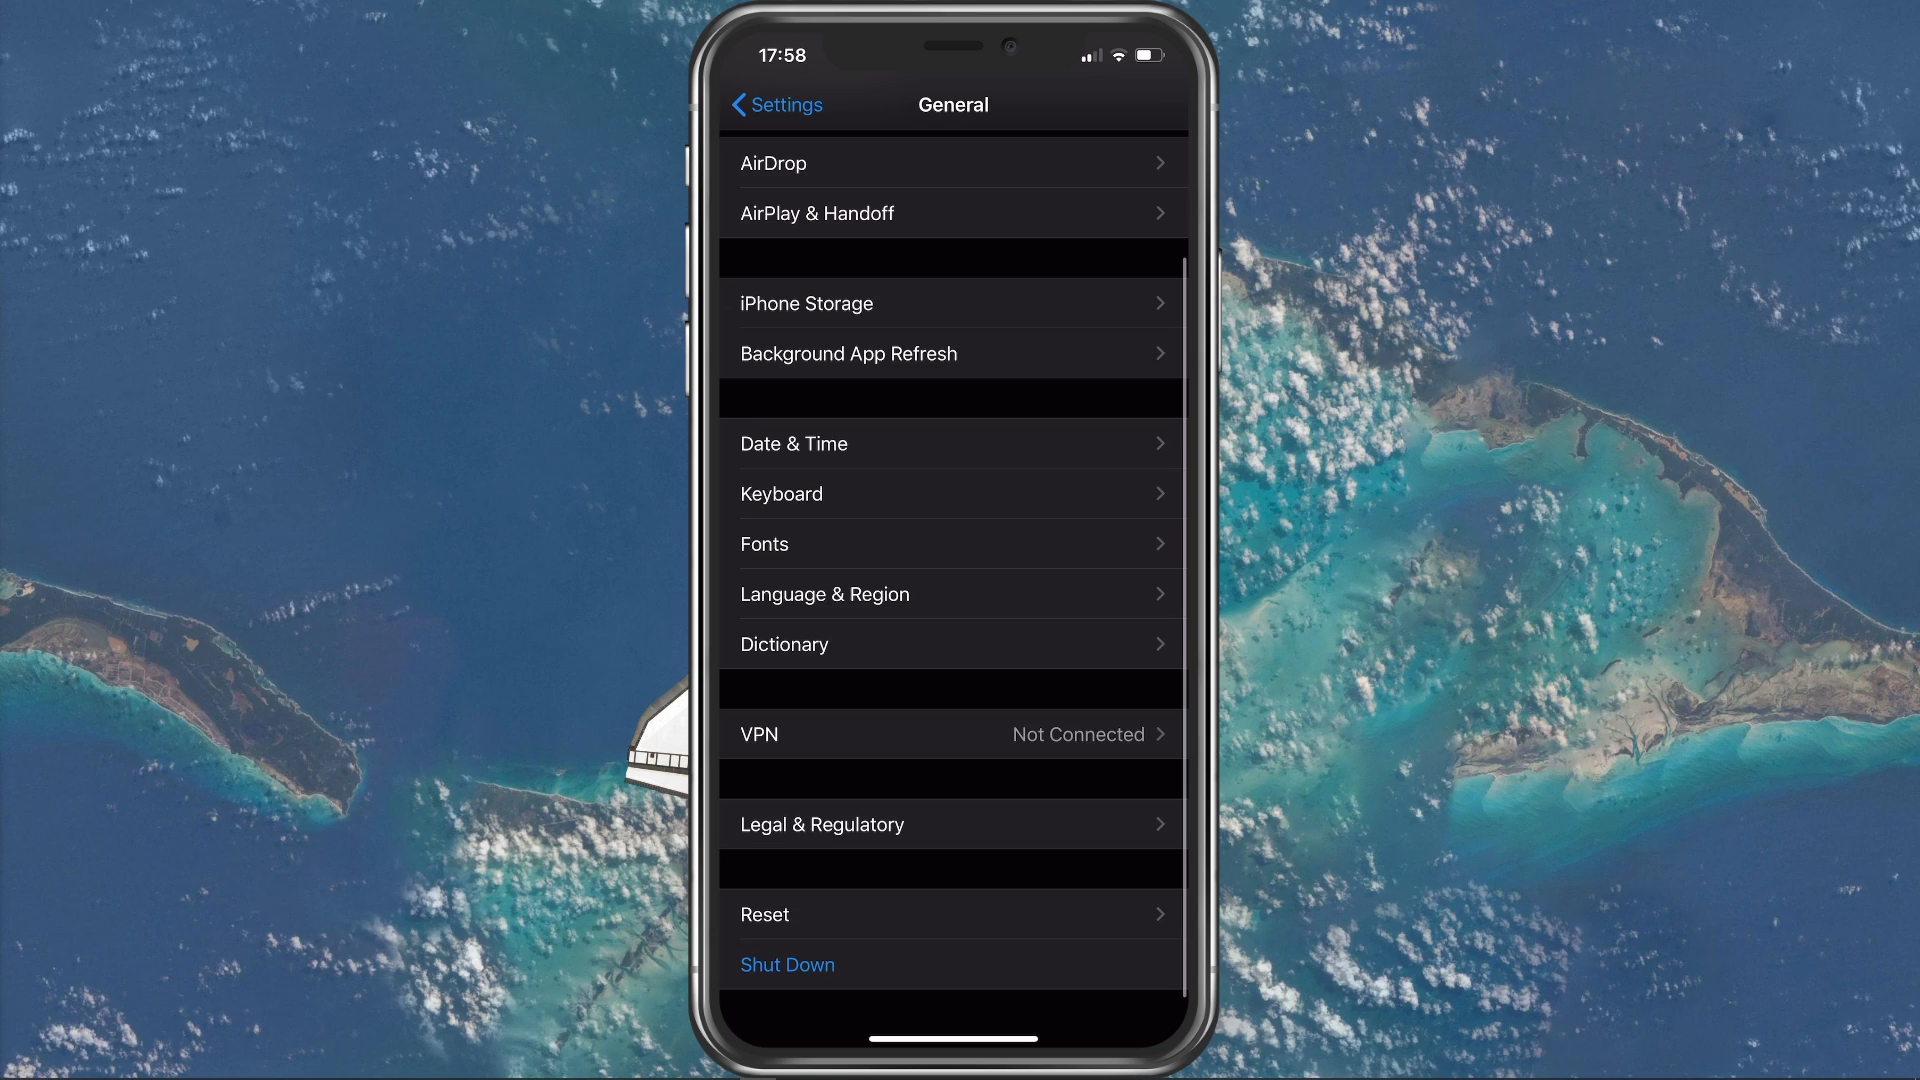 17:58
Settings
General
AirDrop
AirPlay & Handoff
iPhone Storage
Background App Refresh
Date & Time
Keyboard
Fonts
Language & Region
Dictionary
VPN Not Connected
Legal & Regulatory
Reset
Shut Down